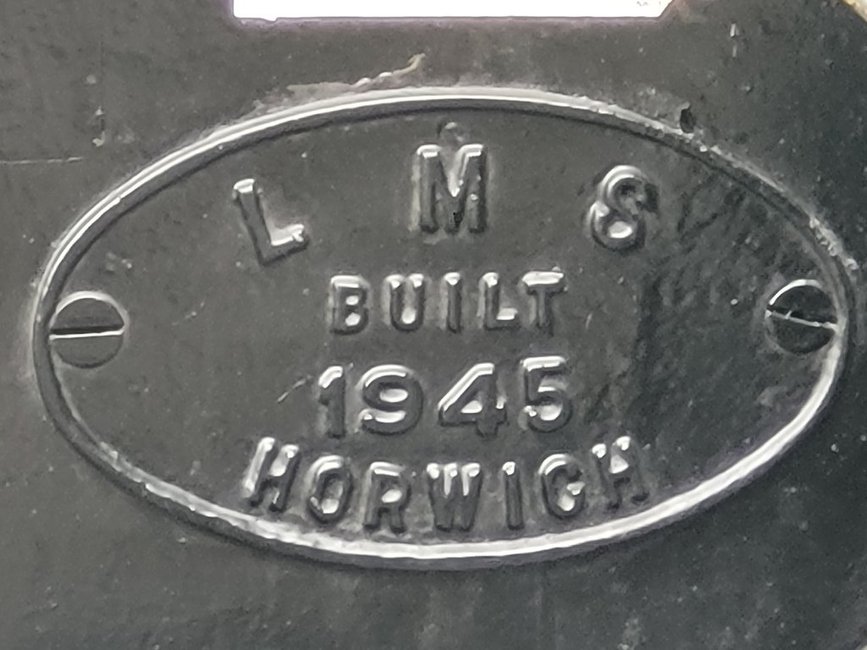 L M S
BUILT
1945
HORWICH